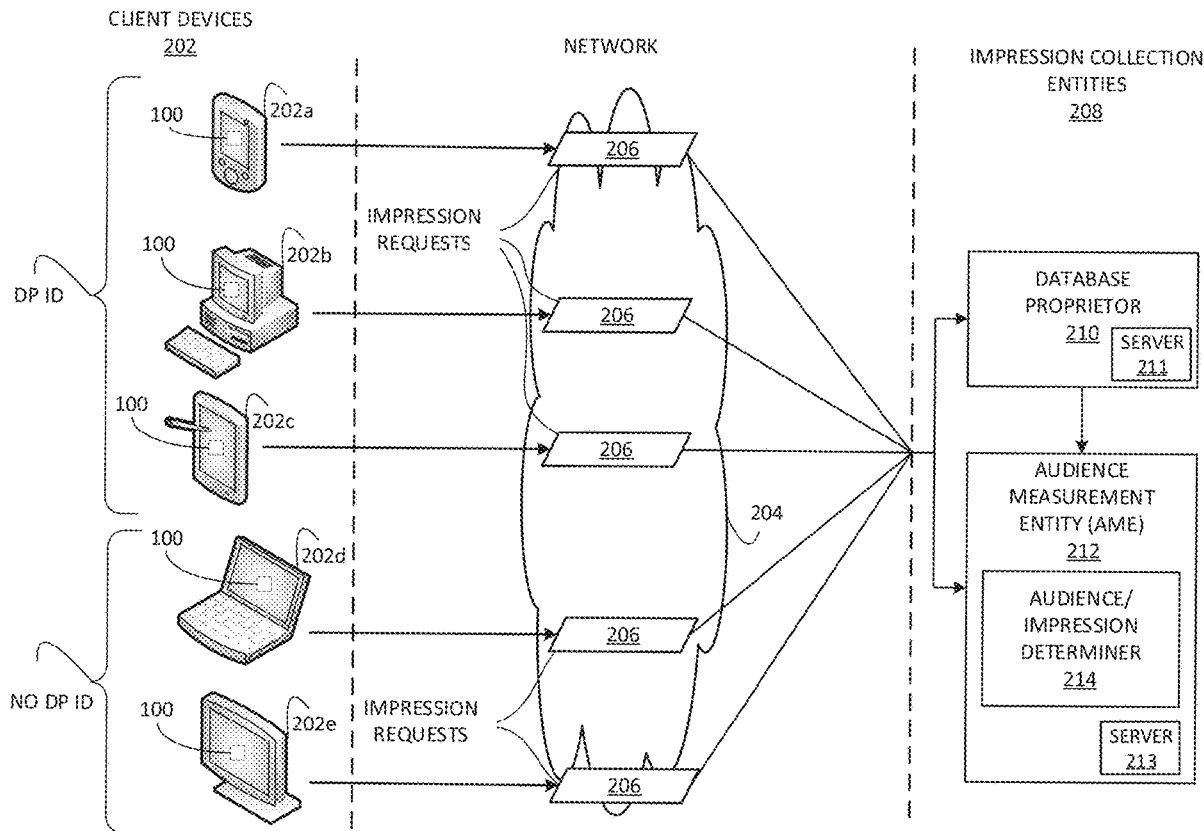 CLIENT DEVICES
202
NETWORK
IMPRESSION COLLECTION
ENTITIES
208
100
202a
206
IMPRESSION
REQUESTS
100
202b
206
DP ID
DATABASE
PROPRIETOR
210
SERVER
211
100
202c
206
204
AUDIENCE
MEASUREMENT
ENTITY (AME)
212
100
202d
206
AUDIENCE/
IMPRESSION
DETERMINER
214
NO DP ID
100
202e
IMPRESSION
REQUESTS
206
SERVER
213